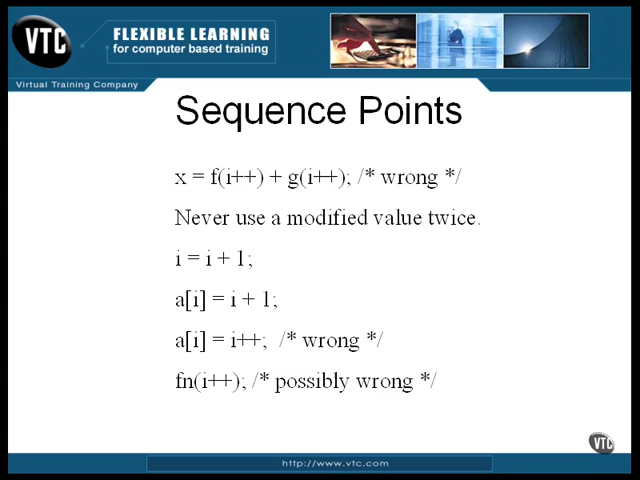 VTC
FLEXIBLE LEARNING
for computer based training
Virtual Training Company
Sequence Points
x = f(i++) + g(i++); /* wrong */
Never use a modified value twice.
i = i + 1;
a[i] = i + 1;
a[i] = i++;  /* wrong */
fn(i++); /* possibly wrong */
VTC
http://www.vtc.com